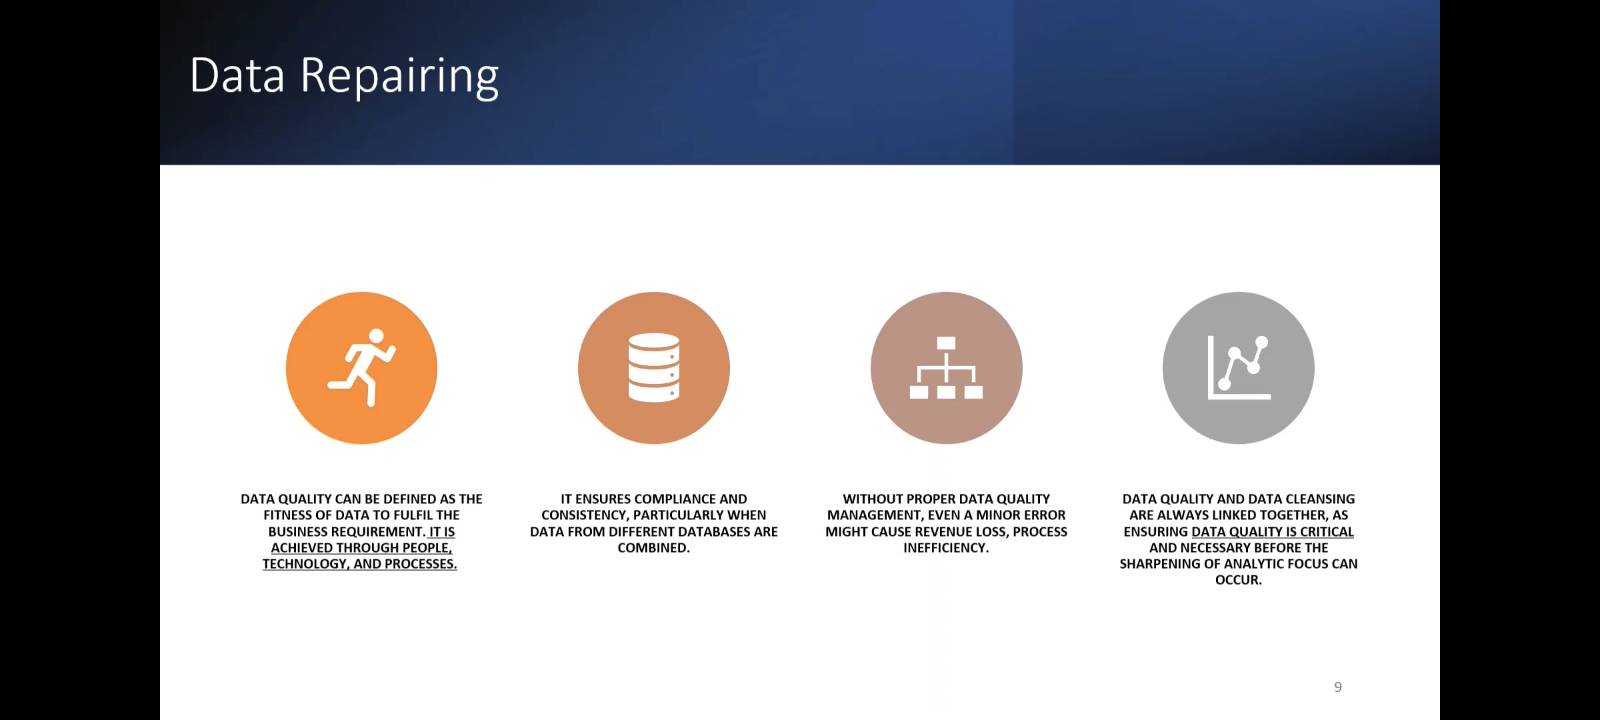 Data Repairing
DATA QUALITY CAN BE DEFINED AS THE
FITNESS OF DATA TO FULFIL THE
BUSINESS REQUIREMENT. IT IS
ACHIEVED THROUGH PEOPLE,
TECHNOLOGY, AND PROCESSES.
IT ENSURES COMPLIANCE AND
CONSISTENCY, PARTICULARLY WHEN
DATA FROM DIFFERENT DATABASES ARE
COMBINED.
WITHOUT PROPER DATA QUALITY
MANAGEMENT, EVEN A MINOR ERROR
MIGHT CAUSE REVENUE LOSS, PROCESS
INEFFICIENCY.
DATA QUALITY AND DATA CLEANSING
ARE ALWAYS LINKED TOGETHER, AS
ENSURING DATA QUALITY IS CRITICAL
AND NECESSARY BEFORE THE
SHARPENING OF ANALYTIC FOCUS CAN
OCCUR.
9